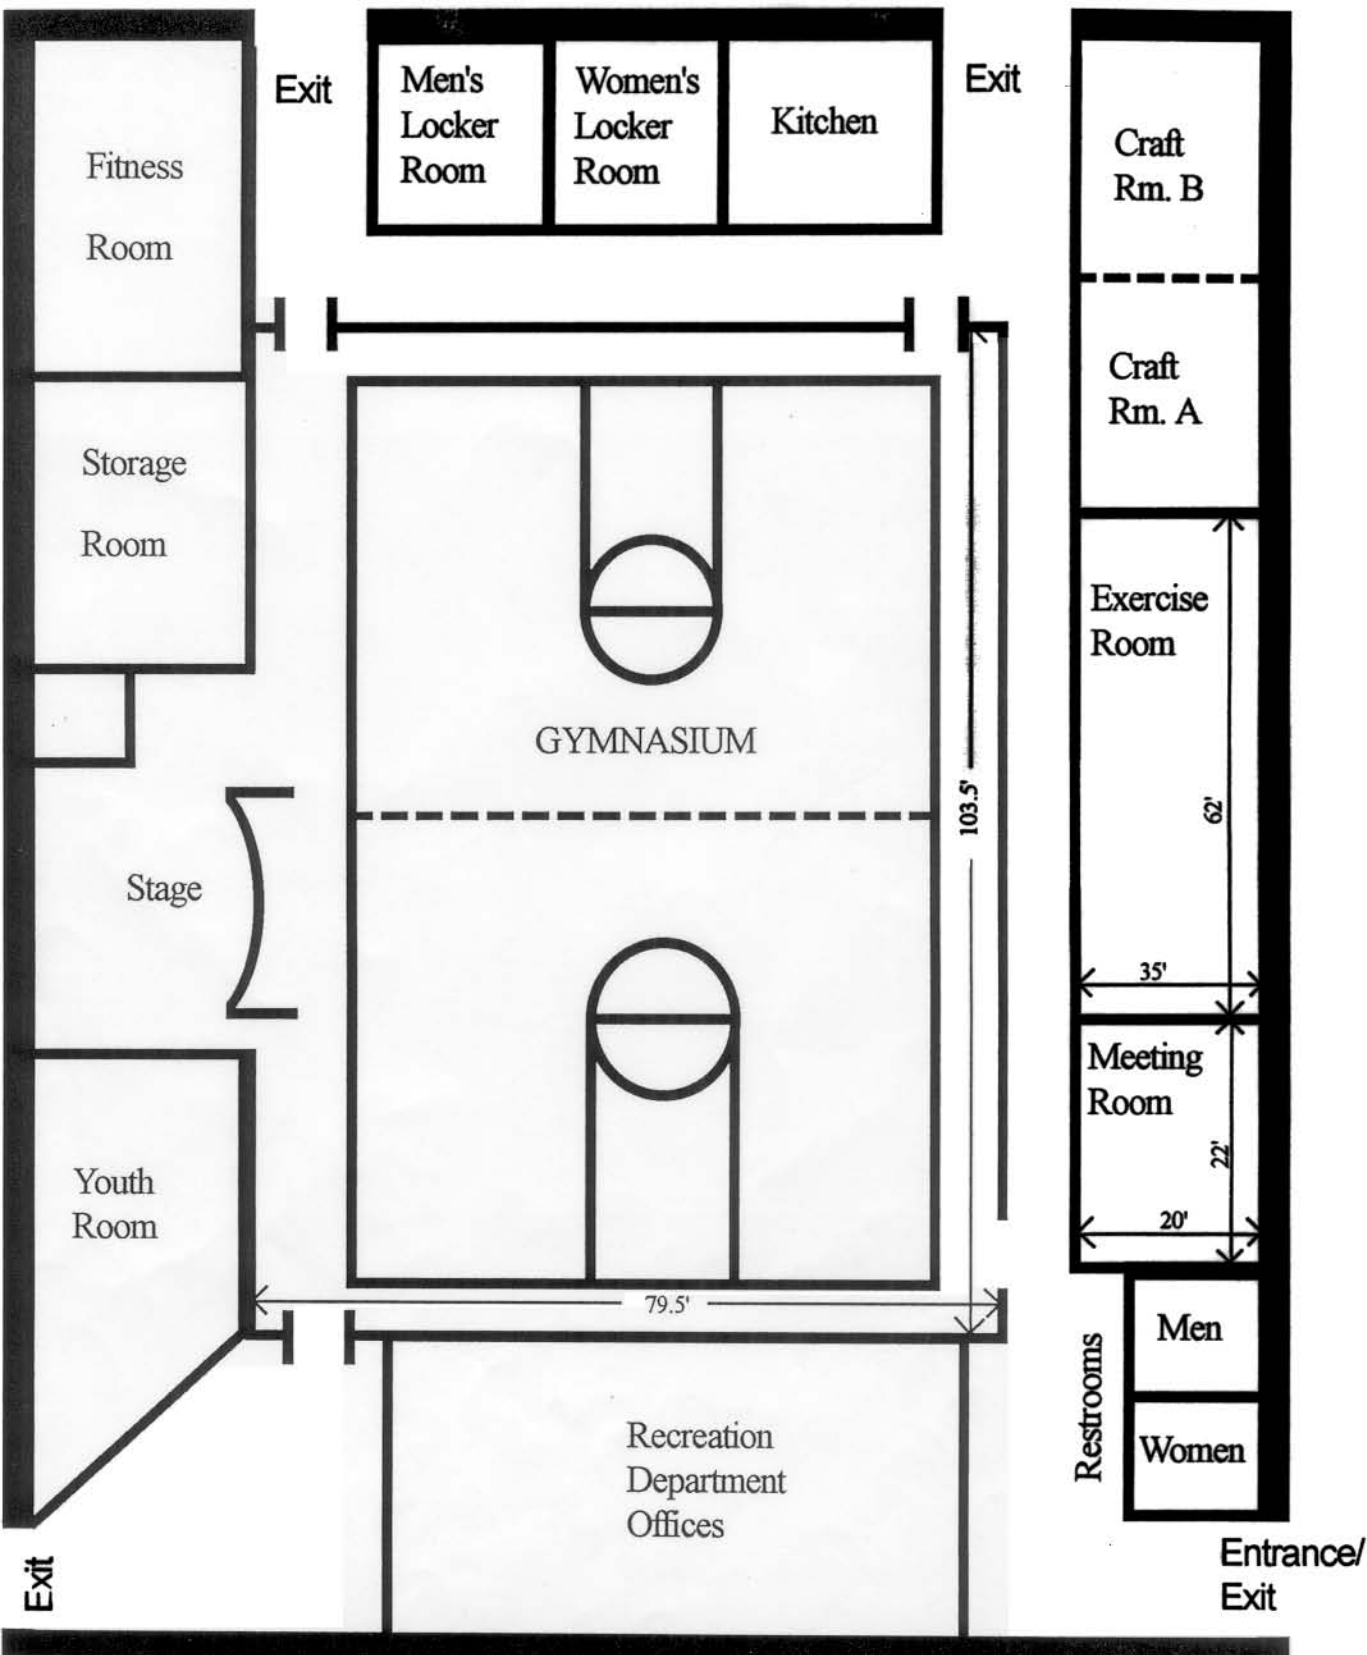 Exit
Men's
Locker
Room
Women's
Locker
Room
Kitchen
Exit
Craft
Rm. B
Fitness
Room
Craft
Rm. A
Storage
Room
Exercise
Room
GYMNASIUM
103.5'
62'
Stage
35'
Meeting
Room
22'
20'
Youth
Room
79.5'
Restrooms
Men
Women
Recreation
Department
Offices
Exit
Entrance/
Exit